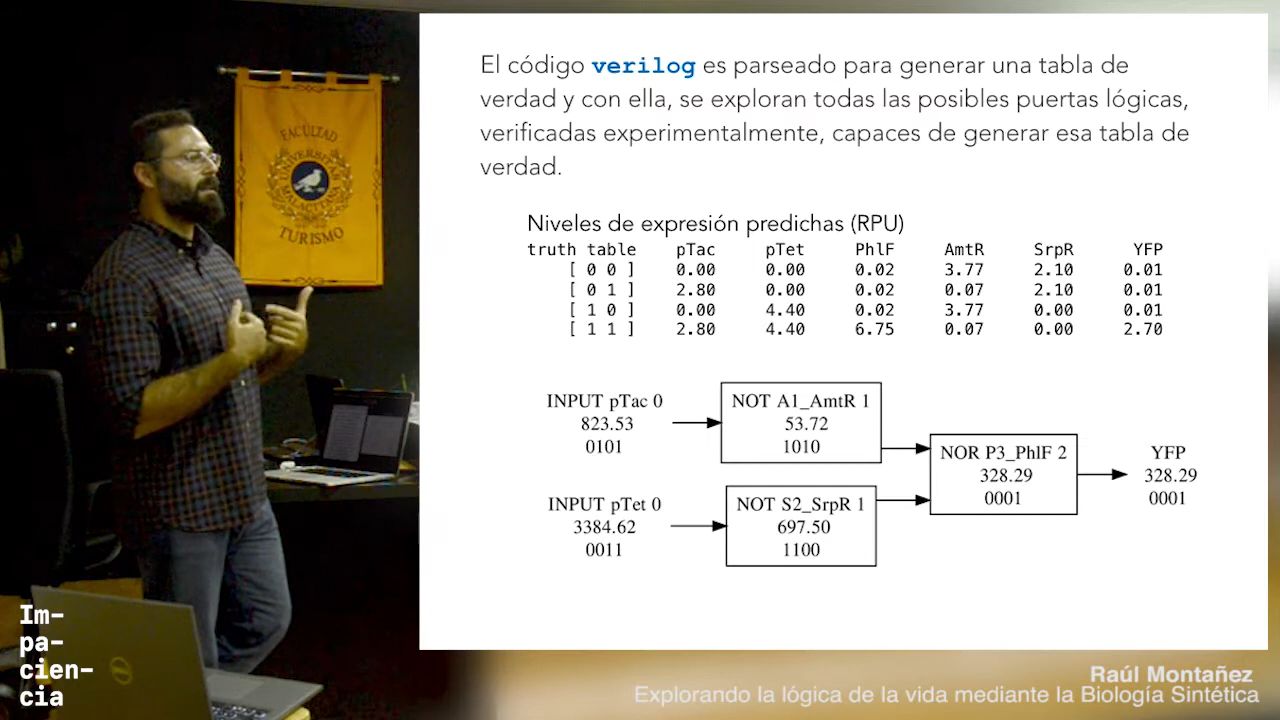 El código verilog es parseado para generar una tabla de
verdad y con ella, se exploran todas las posibles puertas lógicas,
verificadas experimentalmente, capaces de generar esa tabla de
verdad.
Niveles de expresión predichas (RPU)
truth table pTac pTet PhlF AmtR SrpR YFP
[ 0 0 ] 0.00 0.00 0.02 3.77 2.10 0.01
[ 0 1 ] 2.80 0.00 0.02 0.07 2.10 0.01
[ 1 0 ] 0.00 4.40 0.02 3.77 0.00 0.01
[ 1 1 ] 2.80 4.40 6.75 0.07 0.00 2.70
INPUT pTac 0
823.53
0101
NOT A1_AmtR 1
53.72
1010
INPUT pTet 0
3384.62
0011
NOT S2_SrpR 1
697.50
1100
NOR P3_PhlF 2
328.29
0001
YFP
328.29
0001
FACULTAD
UNIVERSITAS
MALACITANA
TURISMO
Im-
pa-
cien-
cia
Raúl Montañez
Explorando la lógica de la vida mediante la Biología Sintética